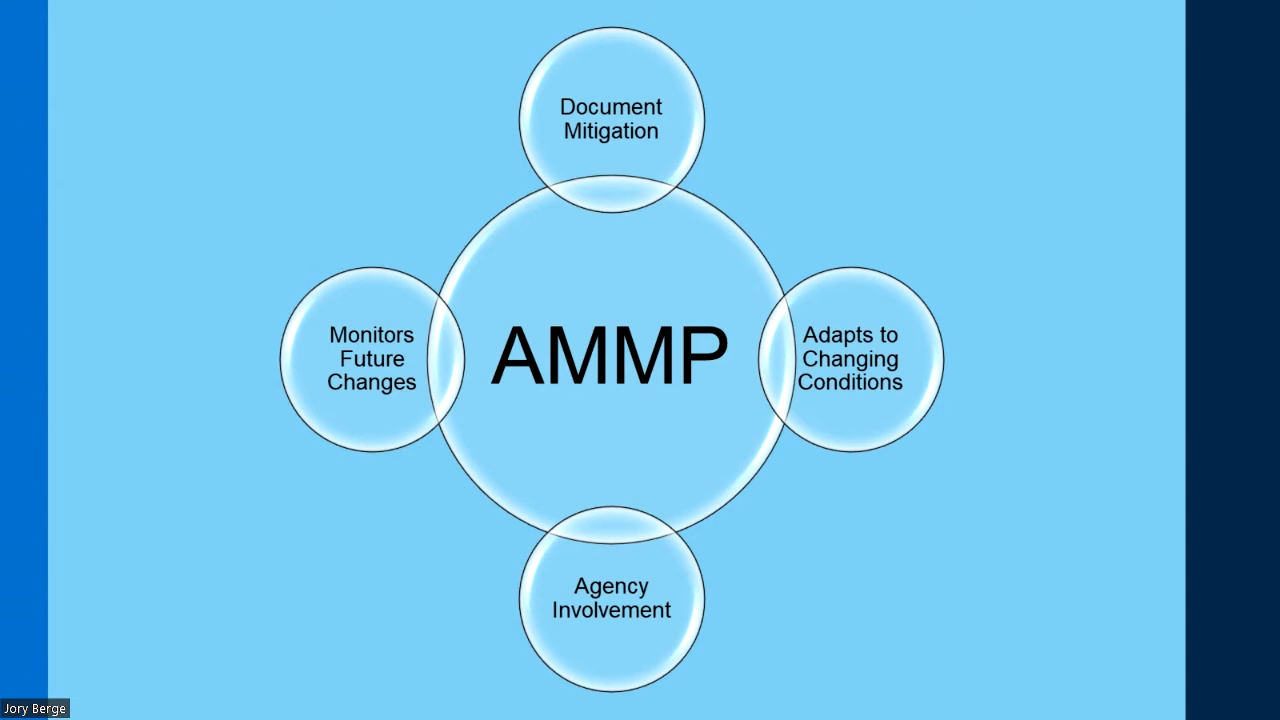 Document
Mitigation
Monitors
Future
Changes
AMMP
Adapts to
Changing
Conditions
Agency
Involvement
Jory Berge